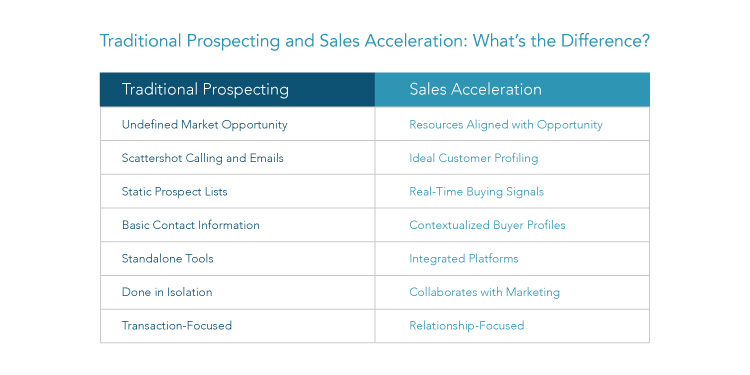 Traditional Prospecting and Sales Acceleration: What's the Difference?
Traditional Prospecting Sales Acceleration
Undefined Market Opportunity Resources Aligned with Opportunity
Scattershot Calling and Emails Ideal Customer Profiling
Static Prospect Lists Real-Time Buying Signals
Basic Contact Information Contextualized Buyer Profiles
Standalone Tools Integrated Platforms
Done in Isolation Collaborates with Marketing
Transaction-Focused Relationship-Focused